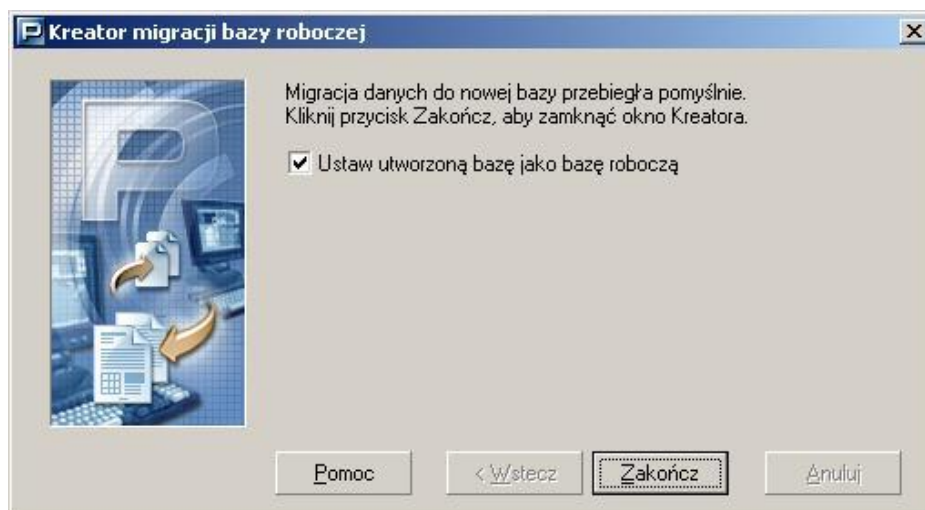 Kreator migracji bazy roboczej
Migracja danych do nowej bazy przebiegła pomyślnie.
Kliknij przycisk Zakończ, aby zamknąć okno Kreatora.
Ustaw utworzoną bazę jako bazę roboczą
Pomoc
< Wstecz
Zakończ
Anuluj